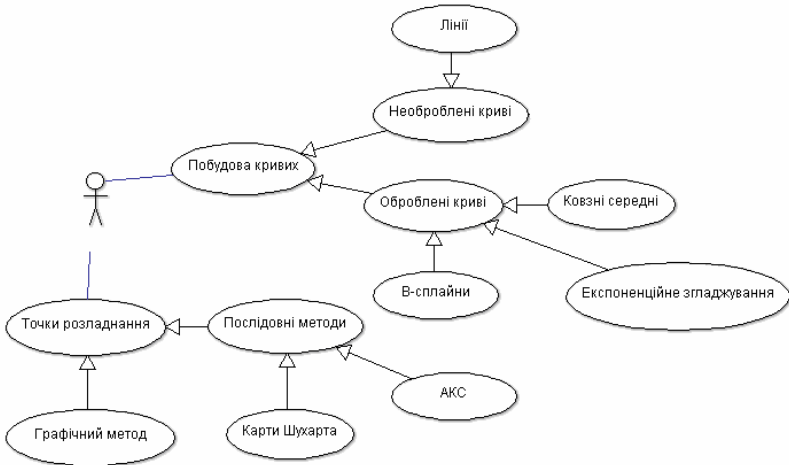 Лінії
Необроблені криві
Побудова кривих
Оброблені криві
Ковзні середні
В-сплайни
Експоненційне згладжування
Точки розладнання
Послідовні методи
АКС
Графічний метод
Карти Шухарта